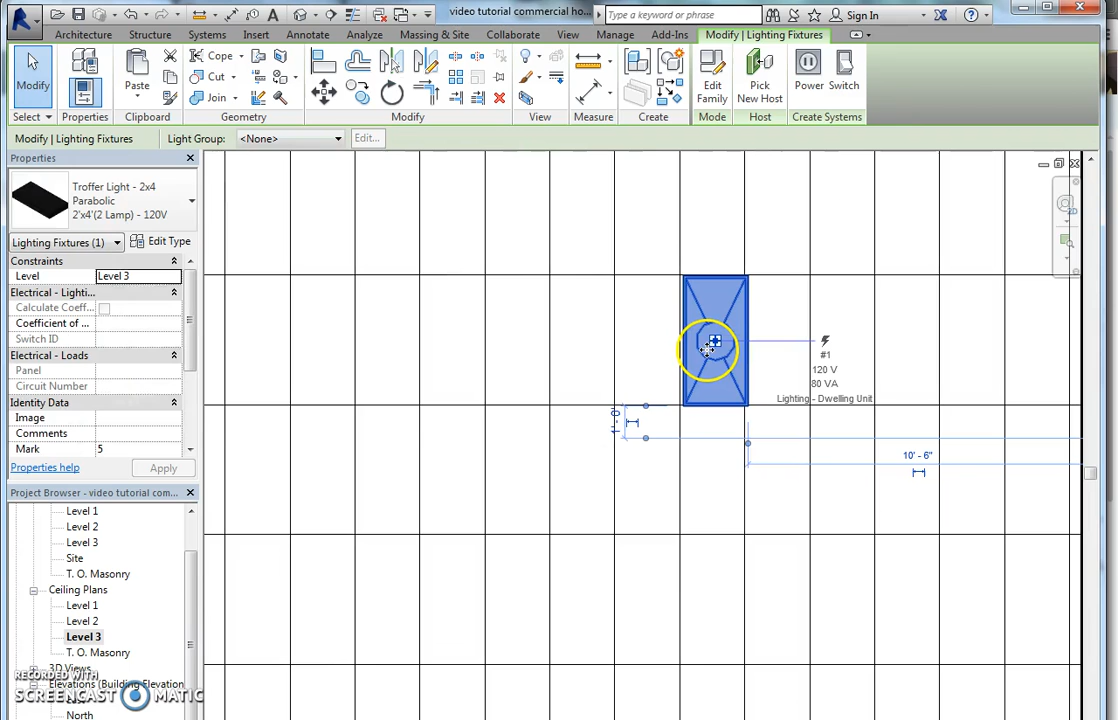 video tutorial commercial ho...
Type a keyword or phrase
Sign In
Architecture Structure Systems Insert Annotate Analyze Massing & Site Collaborate View Manage Add-Ins Modify | Lighting Fixtures
Modify
Properties
Paste
Cope
Cut
Join
Edit Family
Pick New Host
Power
Switch
Select Properties Clipboard Geometry Modify View Measure Create Mode Host Create Systems
Modify | Lighting Fixtures Light Group: <None> Edit...
Properties
Troffer Light - 2x4
Parabolic
2'x4'(2 Lamp) - 120V
Lighting Fixtures (1) Edit Type
Constraints
Level Level 3
Electrical - Lighti...
Calculate Coeff...
Coefficient of ...
Switch ID
Electrical - Loads
Panel
Circuit Number
Identity Data
Image
Comments
Mark 5
Properties help Apply
Project Browser - video tutorial com...
Level 1
Level 2
Level 3
Site
T. O. Masonry
Ceiling Plans
Level 1
Level 2
Level 3
T. O. Masonry
3D Views
Elevations (Building Elevation
North
RECORDED WITH
SCREENCAST MATIC
2D
#1
120 V
80 VA
Lighting - Dwelling Unit
1' - 0"
10' - 6"